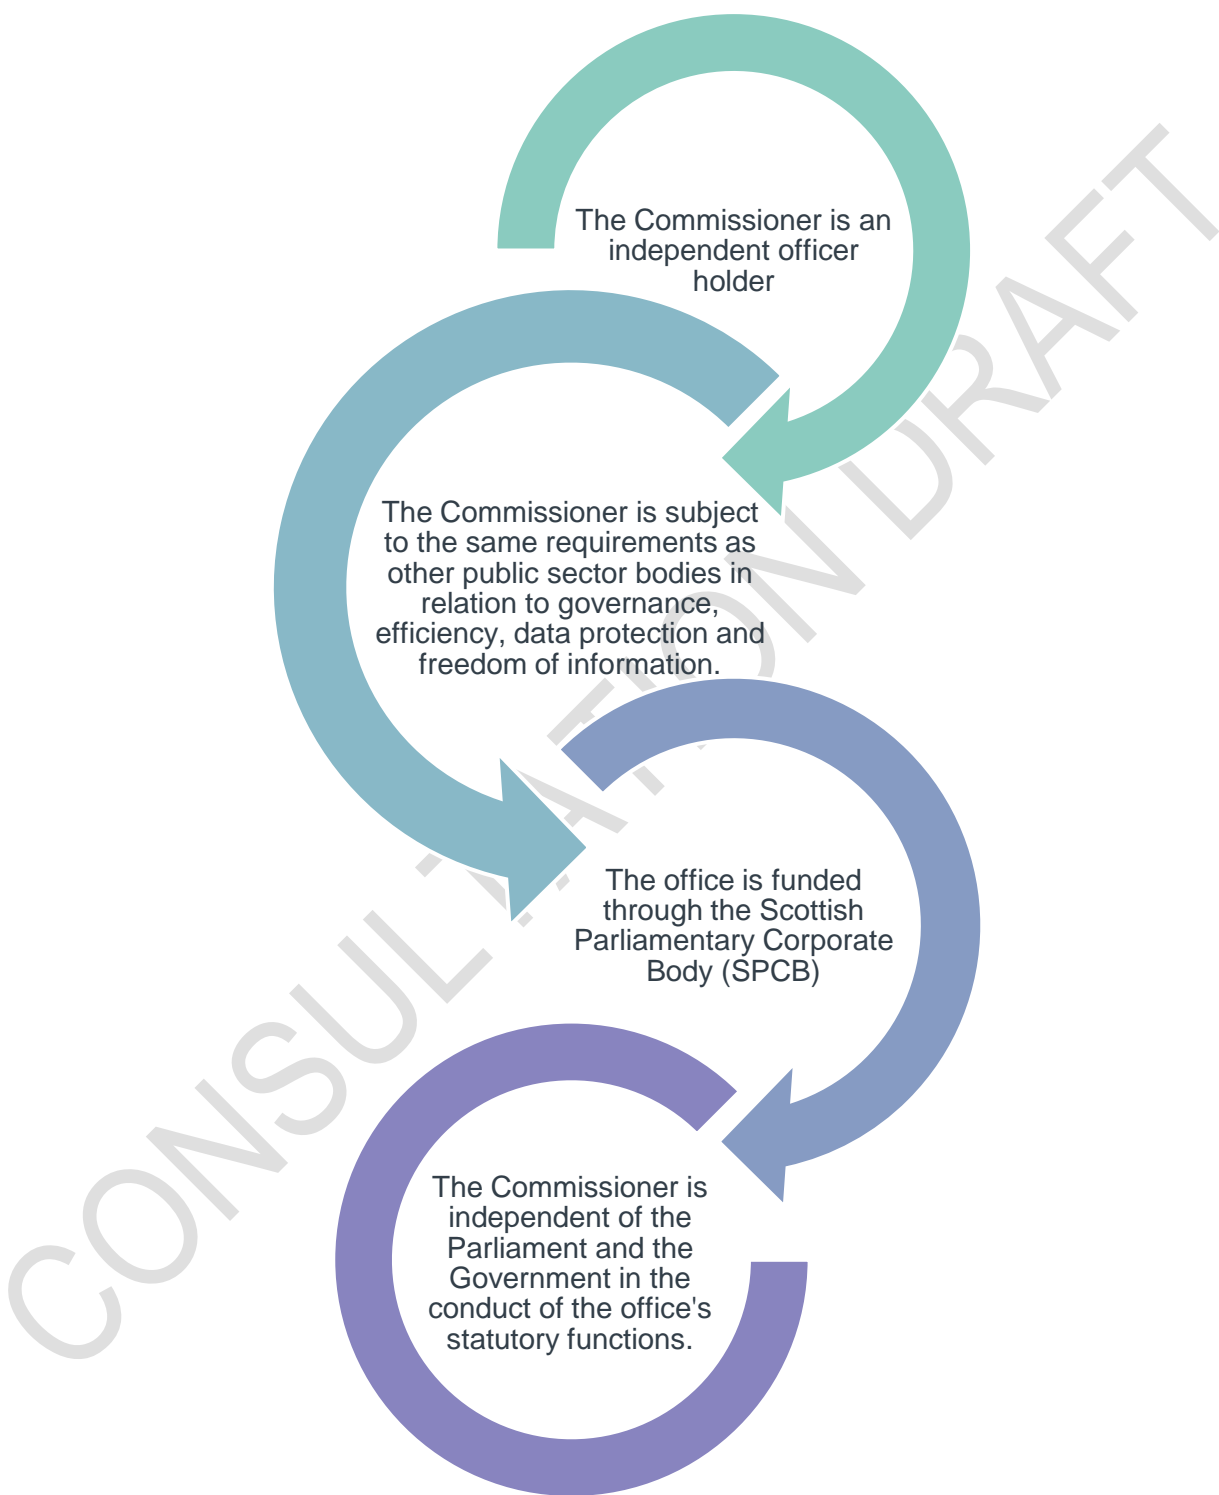 The Commissioner is an
independent officer
holder
The Commissioner is subject
to the same requirements as
other public sector bodies in
relation to governance,
efficiency, data protection and
freedom of information.
The office is funded
through the Scottish
Parliamentary Corporate
Body (SPCB)
The Commissioner is
independent of the
Parliament and the
Government in the
conduct of the office's
statutory functions.
CONSULTATION DRAFT